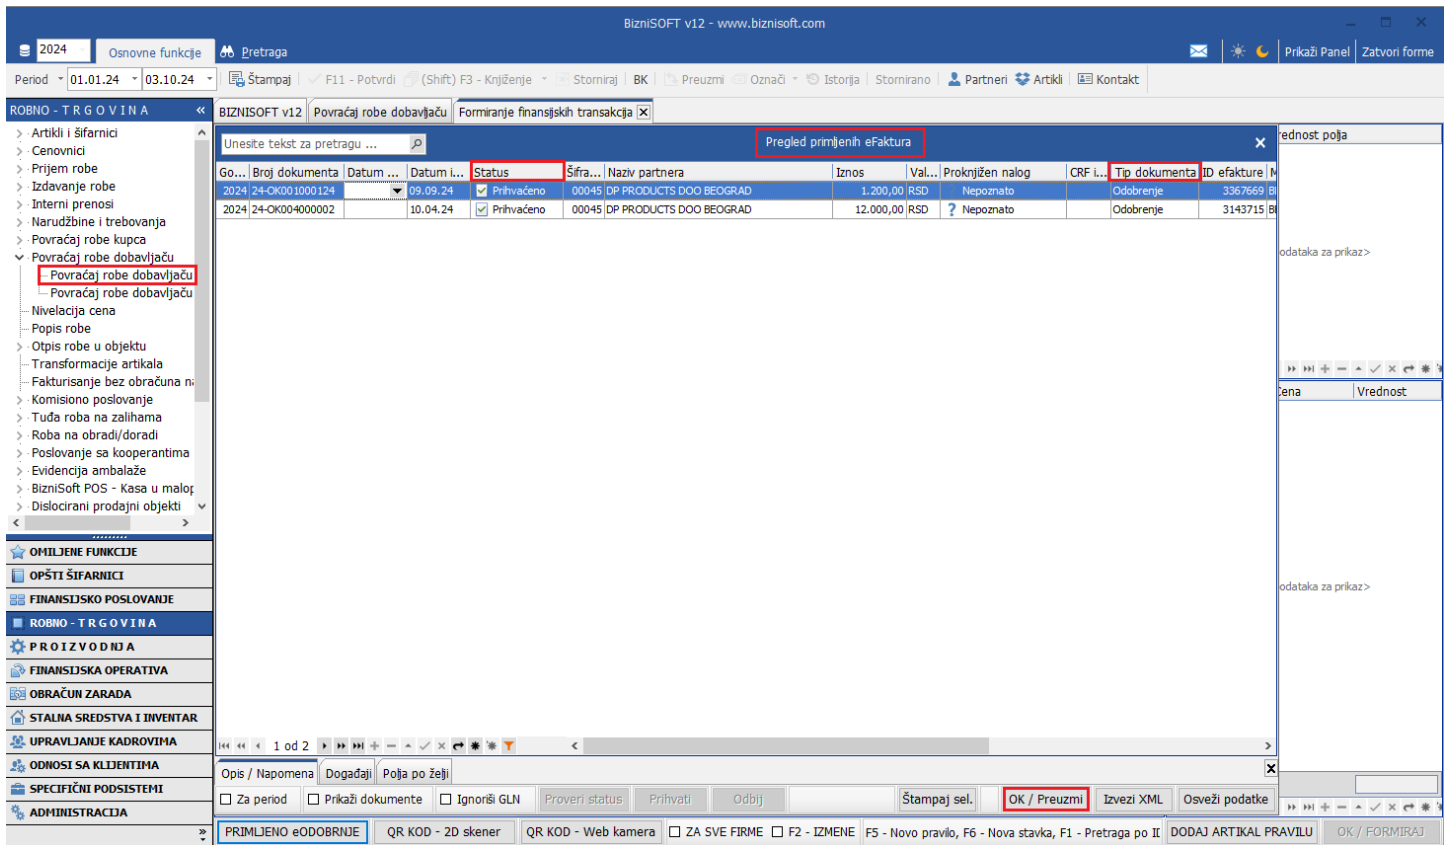 BizniSOFT v12 - www.biznisoft.com
2024 Osnovne funkcije Pretraga Prikaži Panel Zatvori forme
Period 01.01.24 03.10.24 Štampaj F11 - Potvrdi (Shift) F3 - Knjiženje Storniraj BK Preuzmi Označi Istorija Stornirano Partneri Artikli Kontakt
ROBNO - T R G O V I N A «
BIZNISOFT v12 Povraćaj robe dobavljaču Formiranje finansijskih transakcija
Artikli i šifarnici
Cenovnici
Prijem robe
Izdavanje robe
Interni prenosi
Narudžbine i trebovanja
Povraćaj robe kupca
Povraćaj robe dobavljaču
Povraćaj robe dobavljaču
Povraćaj robe dobavljaču
Nivelacija cena
Popis robe
Otpis robe u objektu
Transformacije artikala
Fakturisanje bez obračuna na
Komisiono poslovanje
Tuđa roba na zalihama
Roba na obradi/doradi
Poslovanje sa kooperantima
Evidencija ambalaže
BizniSoft POS - Kasa u malop
Dislocirani prodajni objekti
OMILJENE FUNKCIJE
OPŠTI ŠIFARNICI
FINANSIJSKO POSLOVANJE
ROBNO - T R G O V I N A
P R O I Z V O D NJ A
FINANSIJSKA OPERATIVA
OBRAČUN ZARADA
STALNA SREDSTVA I INVENTAR
UPRAVLJANJE KADROVIMA
ODNOSI SA KLIJENTIMA
SPECIFIČNI PODSISTEMI
ADMINISTRACIJA
»
Unesite tekst za pretragu ... Pregled primljenih eFaktura
Go... Broj dokumenta Datum ... Datum i... Status Šifra... Naziv partnera Iznos Val... Proknjižen nalog CRF i... Tip dokumenta ID efakture
2024 24-OK001000124 09.09.24 Prihvaćeno 00045 DP PRODUCTS DOO BEOGRAD 1.200,00 RSD Nepoznato Odobrenje 3367669
2024 24-OK004000002 10.04.24 Prihvaćeno 00045 DP PRODUCTS DOO BEOGRAD 12.000,00 RSD ? Nepoznato Odobrenje 3143715
rednost polja
odataka za prikaz>
Cena Vrednost
odataka za prikaz>
1 od 2
Opis / Napomena Događaji Polja po želji
Za period Prikaži dokumente Ignoriši GLN Proveri status Prihvati Odbij Štampaj sel. OK / Preuzmi Izvezi XML Osveži podatke
PRIMLJENO eODOBRNJE QR KOD - 2D skener QR KOD - Web kamera ZA SVE FIRME F2 - IZMENE F5 - Novo pravilo, F6 - Nova stavka, F1 - Pretraga po ID DODAJ ARTIKAL PRAVILU OK / FORMIRAJ